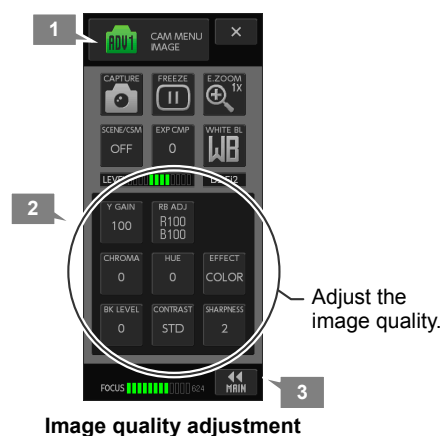 1
ADV1
CAM MENU
IMAGE
×
CAPTURE
FREEZE
E.ZOOM
1X
SCENE/CSM
OFF
EXP CMP
0
WHITE BL
WB
LEVEL
2
Y GAIN
100
RB ADJ
R100
B100
CHROMA
0
HUE
0
EFFECT
COLOR
BK LEVEL
0
CONTRAST
STD
SHARPNESS
2
Adjust the
image quality.
FOCUS
624
MAIN
3
Image quality adjustment